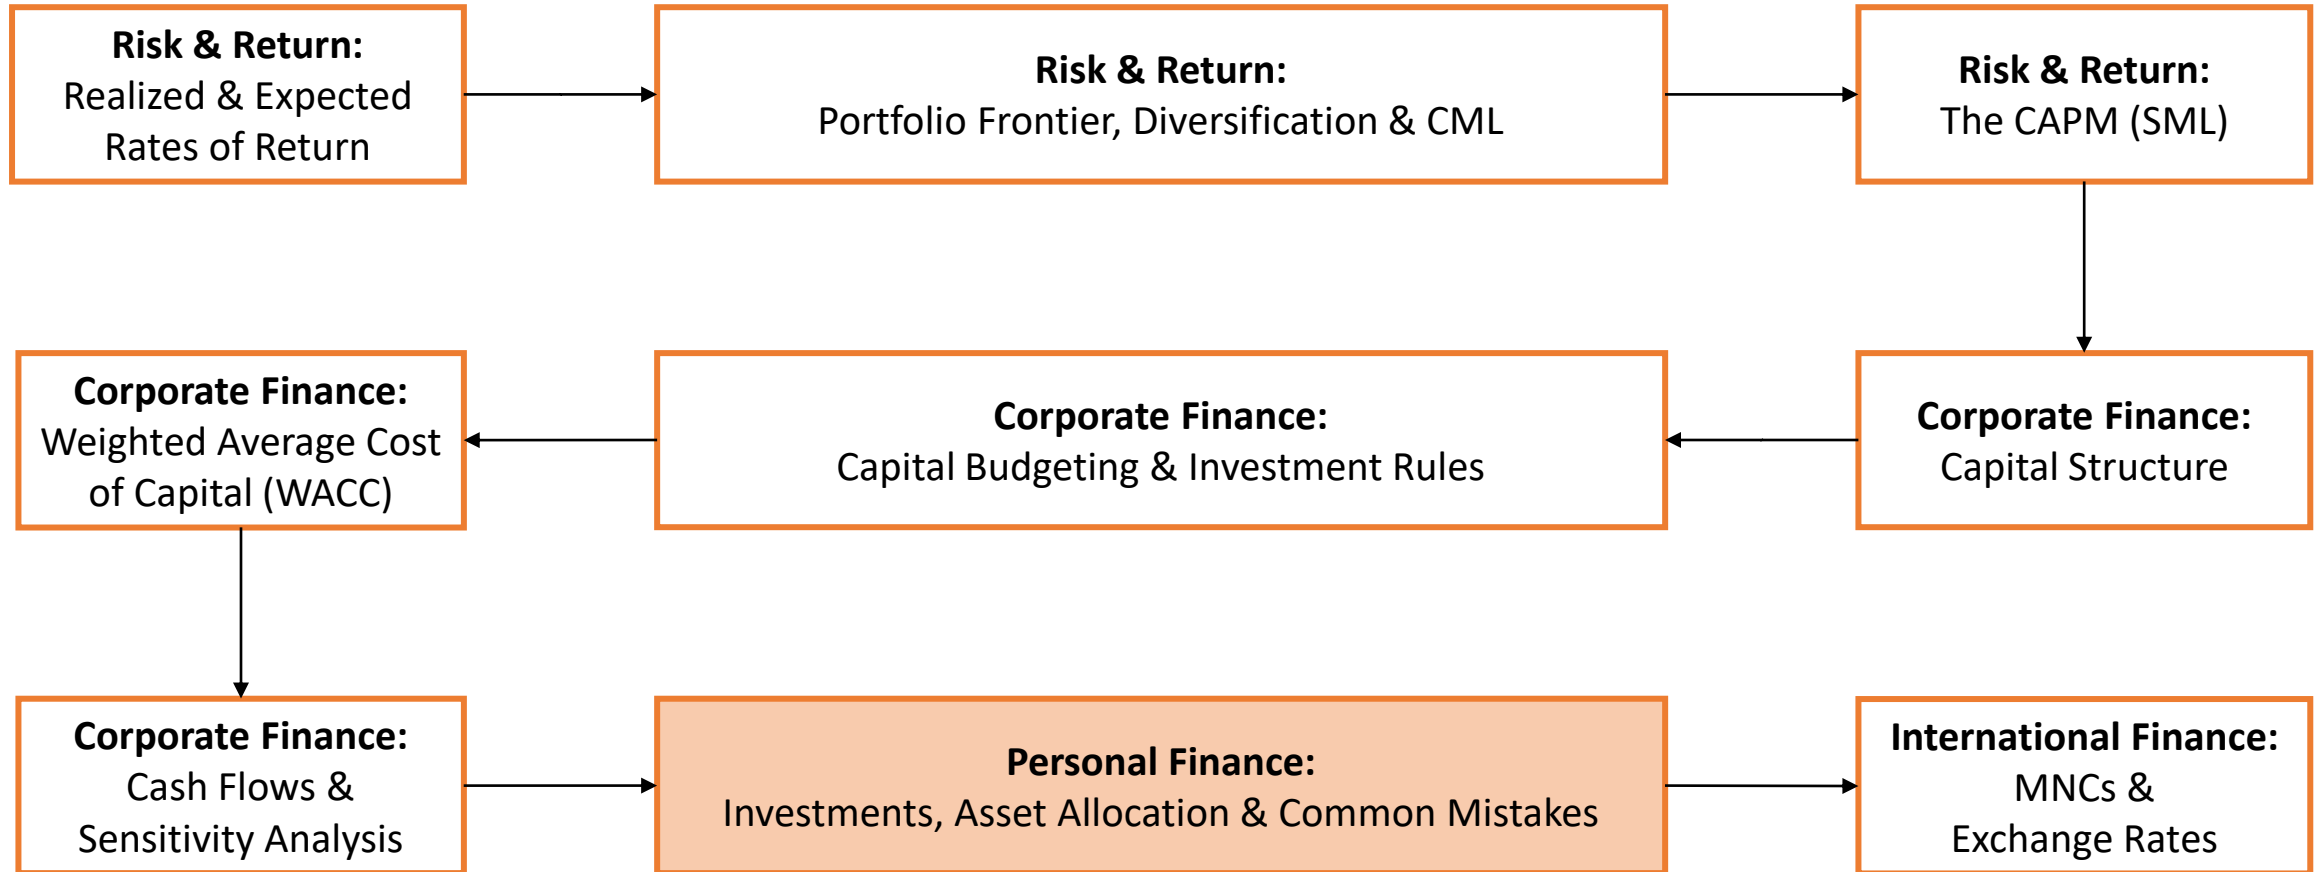 Risk & Return:
Realized & Expected
Rates of Return
Risk & Return:
Portfolio Frontier, Diversification & CML
Risk & Return:
The CAPM (SML)
Corporate Finance:
Weighted Average Cost
of Capital (WACC)
Corporate Finance:
Capital Budgeting & Investment Rules
Corporate Finance:
Capital Structure
Corporate Finance:
Cash Flows &
Sensitivity Analysis
Personal Finance:
Investments, Asset Allocation & Common Mistakes
International Finance:
MNCs &
Exchange Rates